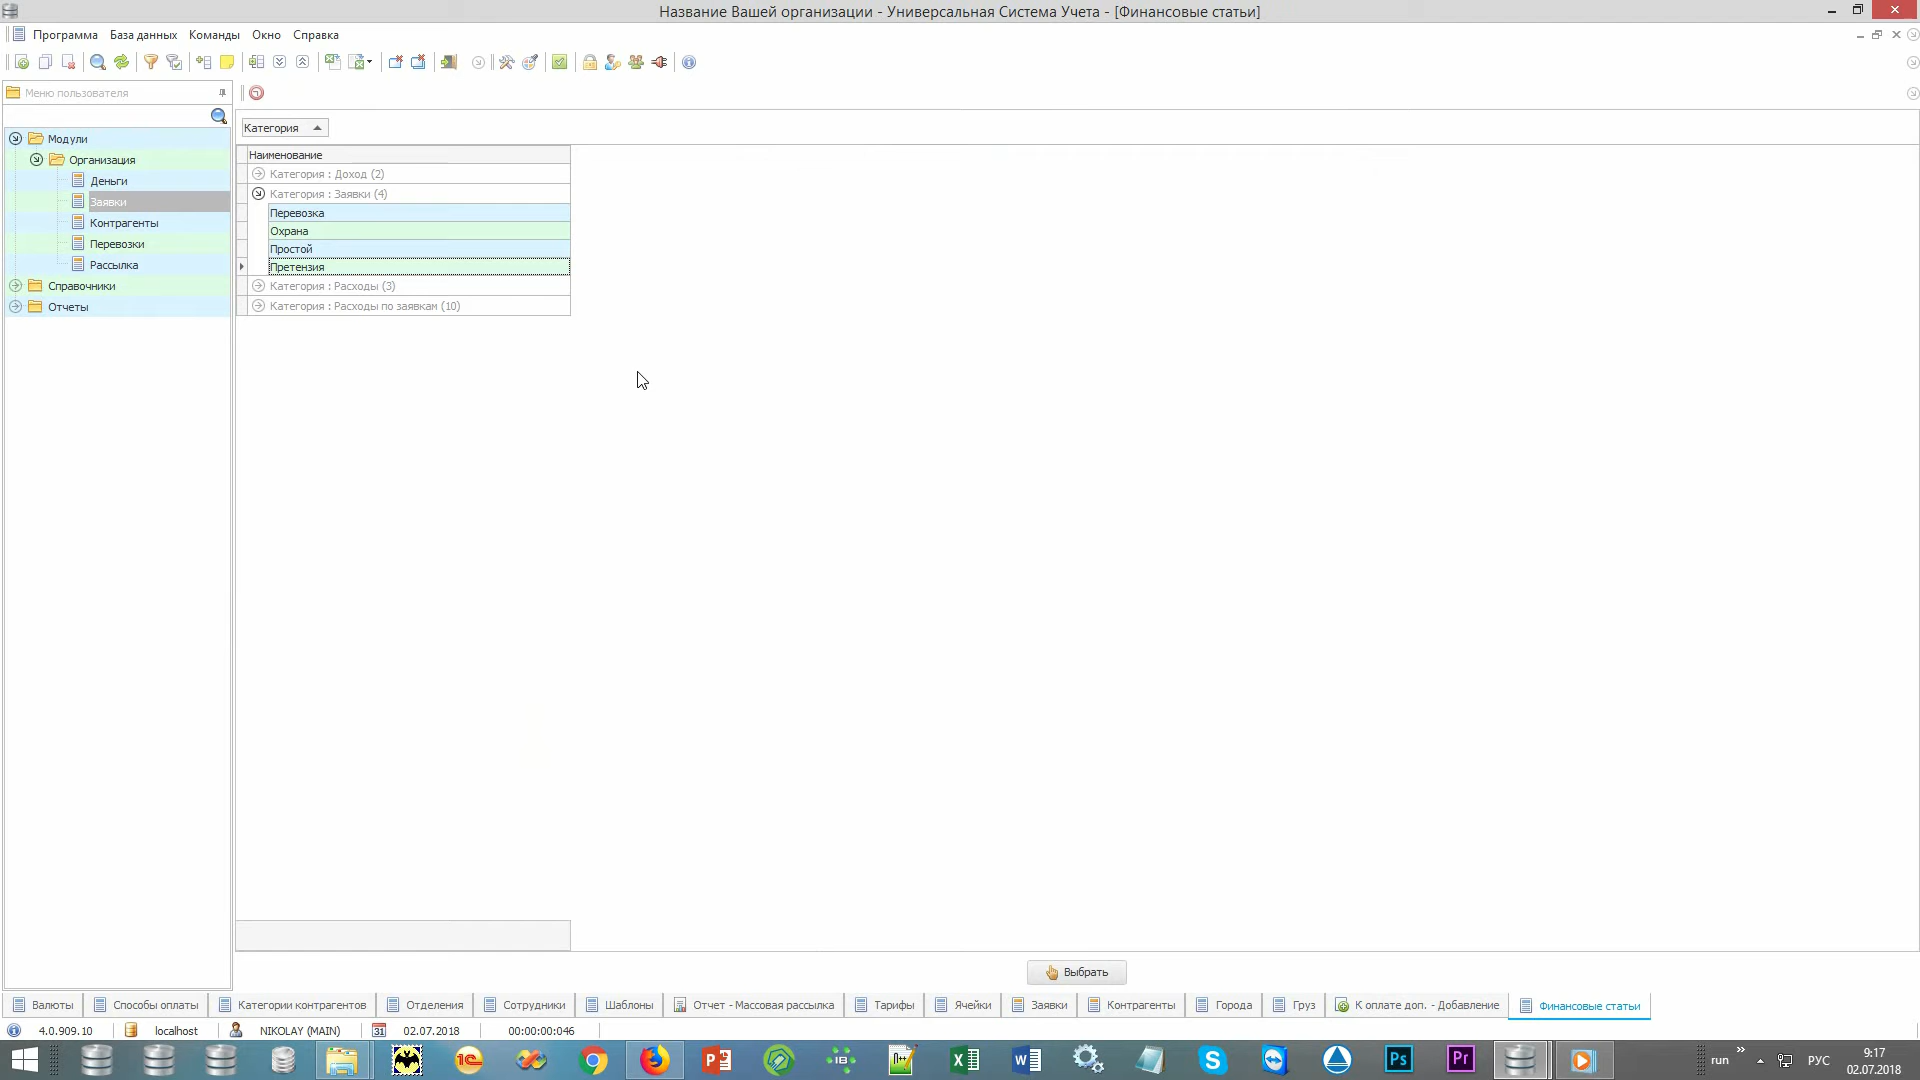 Название Вашей организации - Универсальная Система Учета - [Финансовые статьи]
Программа База данных Команды Окно Справка
Меню пользователя
Категория
Модули
Наименование
Организация
Категория : Доход (2)
Деньги
Категория : Заявки (4)
Заявки
Перевозка
Контрагенты
Охрана
Перевозки
Простой
Рассылка
Претензия
Справочники
Категория : Расходы (3)
Отчеты
Категория : Расходы по заявкам (10)
Выбрать
Валюты Способы оплаты Категории контрагентов Отделения Сотрудники Шаблоны Отчет - Массовая рассылка Тарифы Ячейки Заявки Контрагенты Города Груз К оплате доп. - Добавление Финансовые статьи
4.0.909.10 localhost NIKOLAY (MAIN) 31 02.07.2018 00:00:00:046
run РУС 9:17
02.07.2018